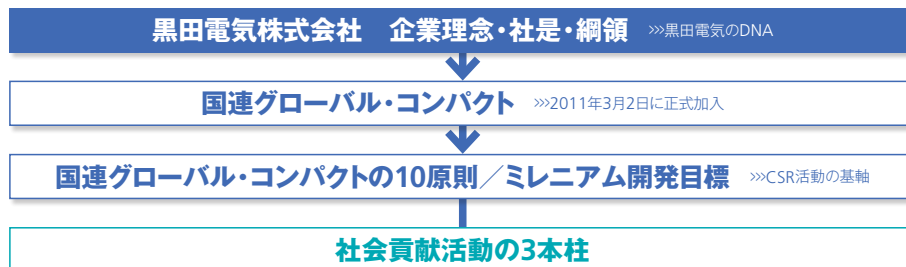 黒田電気株式会社　企業理念・社是・綱領 >>>黒田電気のDNA
国連グローバル・コンパクト >>>2011年3月2日に正式加入
国連グローバル・コンパクトの10原則／ミレニアム開発目標 >>>CSR活動の基軸
社会貢献活動の3本柱